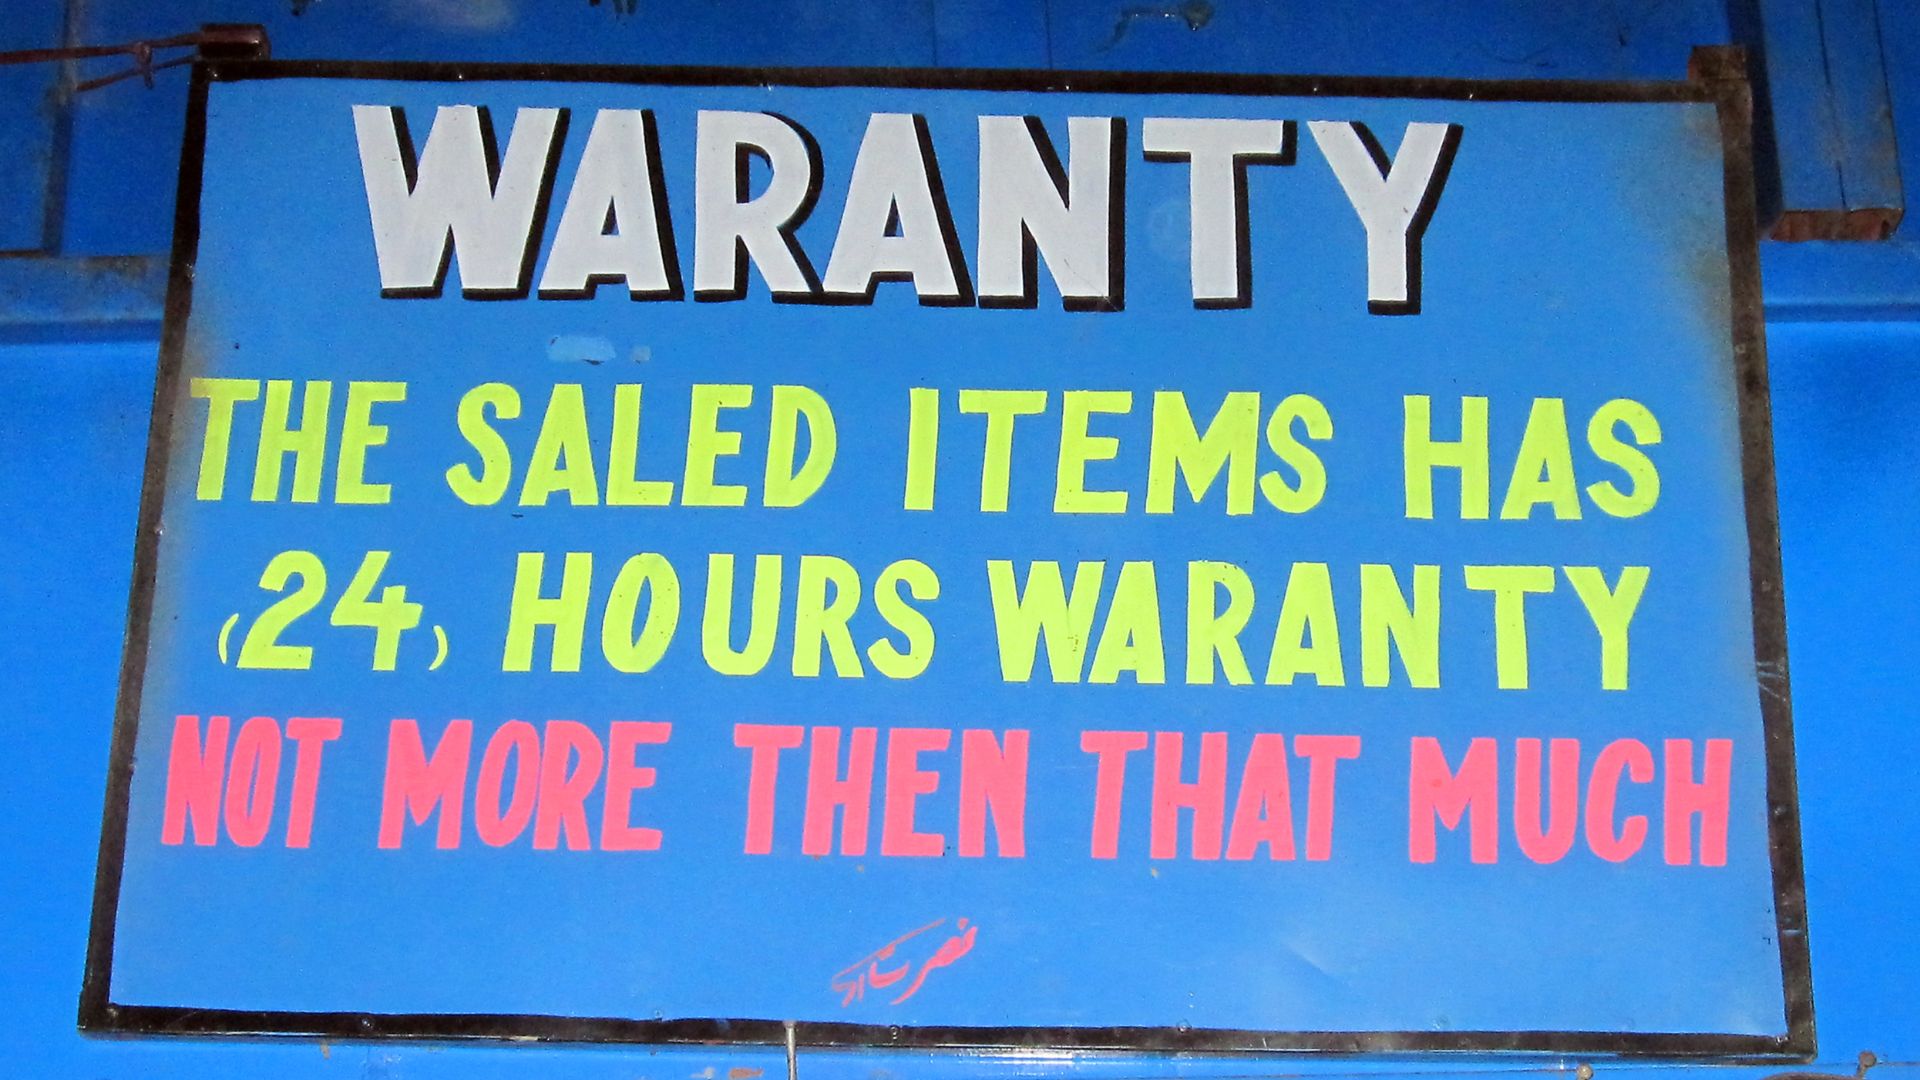 WARANTY
THE SALED ITEMS HAS
(24) HOURS WARANTY
NOT MORE THEN THAT MUCH